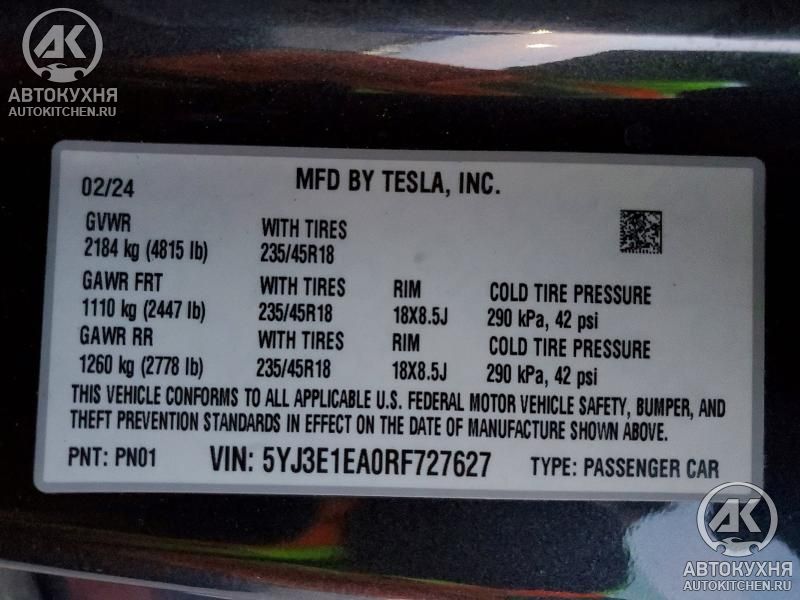 AK
АВТОКУХНЯ
AUTOKITCHEN.RU
02/24 MFD BY TESLA, INC.
GVWR WITH TIRES
2184 kg (4815 lb) 235/45R18
GAWR FRT WITH TIRES RIM COLD TIRE PRESSURE
1110 kg (2447 lb) 235/45R18 18X8.5J 290 kPa, 42 psi
GAWR RR WITH TIRES RIM COLD TIRE PRESSURE
1260 kg (2778 lb) 235/45R18 18X8.5J 290 kPa, 42 psi
THIS VEHICLE CONFORMS TO ALL APPLICABLE U.S. FEDERAL MOTOR VEHICLE SAFETY, BUMPER, AND
THEFT PREVENTION STANDARDS IN EFFECT ON THE DATE OF MANUFACTURE SHOWN ABOVE.
PNT: PN01 VIN: 5YJ3E1EA0RF727627 TYPE: PASSENGER CAR
AK
АВТОКУХНЯ
AUTOKITCHEN.RU